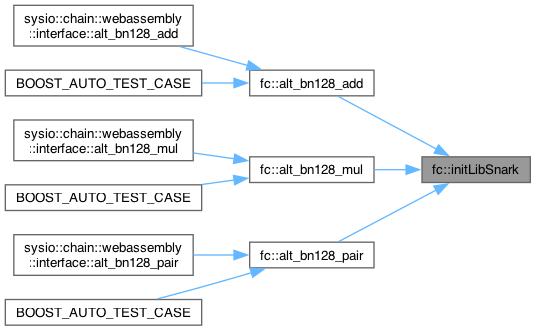 sysio::chain::webassembly
::interface::alt_bn128_add
BOOST_AUTO_TEST_CASE
fc::alt_bn128_add
sysio::chain::webassembly
::interface::alt_bn128_mul
BOOST_AUTO_TEST_CASE
fc::alt_bn128_mul
fc::initLibSnark
sysio::chain::webassembly
::interface::alt_bn128_pair
BOOST_AUTO_TEST_CASE
fc::alt_bn128_pair